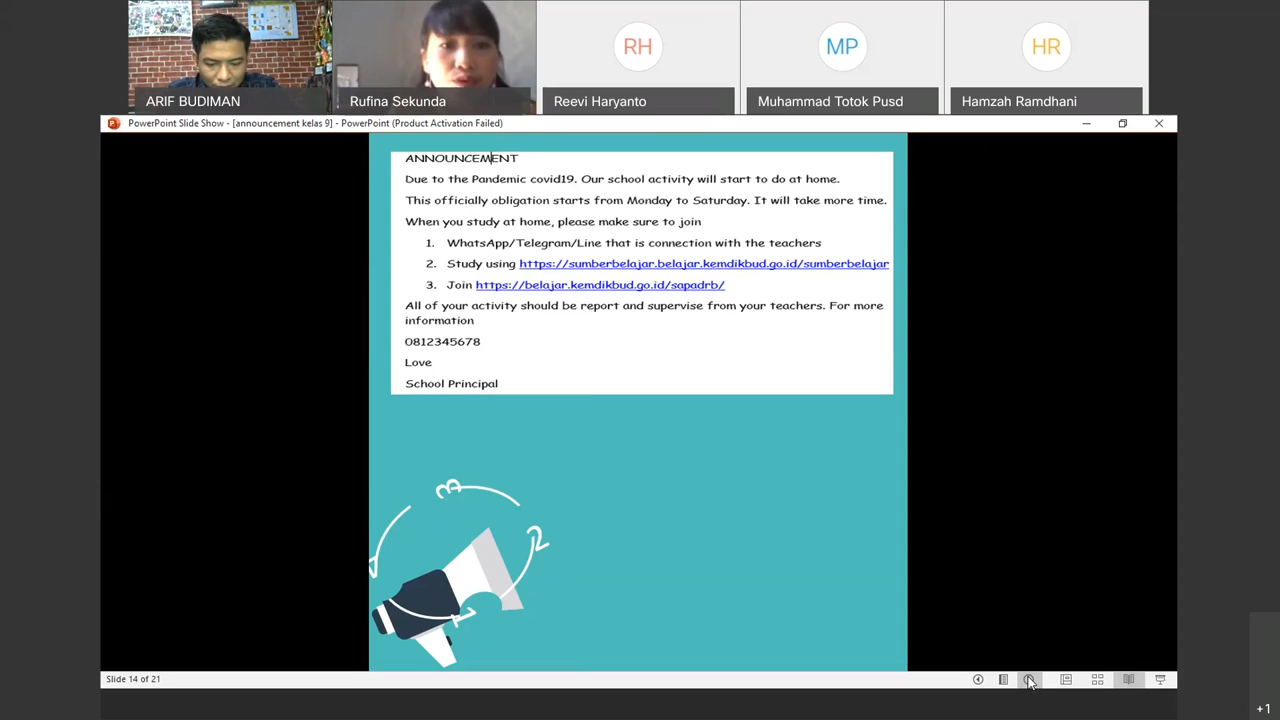 RH
MP
HR
ARIF BUDIMAN
Rufina Sekunda
Reevi Haryanto
Muhammad Totok Pusd
Hamzah Ramdhani
PowerPoint Slide Show - [announcement kelas 9] - PowerPoint (Product Activation Failed)
ANNOUNCEMENT
Due to the Pandemic covid19. Our school activity will start to do at home.
This officially obligation starts from Monday to Saturday. It will take more time.
When you study at home, please make sure to join
1. WhatsApp/Telegram/Line that is connection with the teachers
2. Study using https://sumberbelajar.belajar.kemdikbud.go.id/sumberbelajar
3. Join https://belajar.kemdikbud.go.id/sapadrb/
All of your activity should be report and supervise from your teachers. For more
information
0812345678
Love
School Principal
3
2
1
Slide 14 of 21
+1